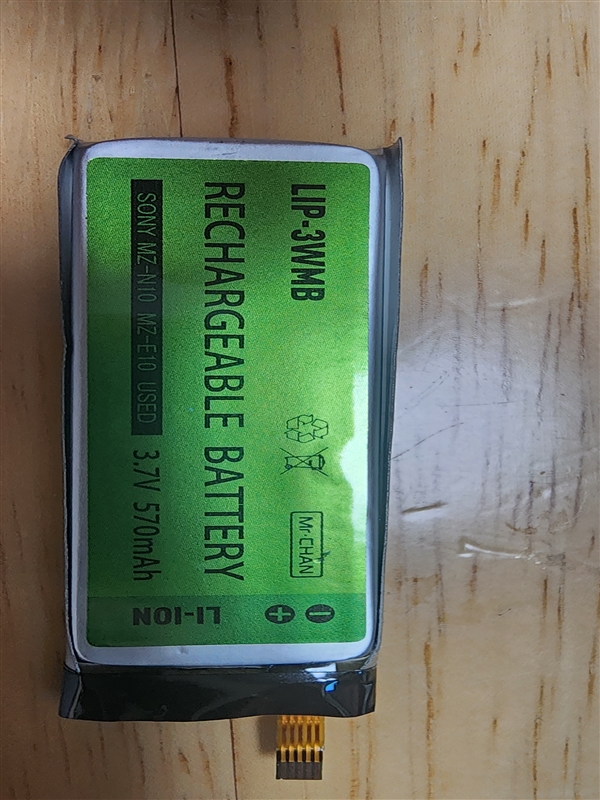 LIP-3WMB
Mr·CHAN
RECHARGEABLE BATTERY
SONY MZ-N10 MZ-E10 USED
3.7V 570mAh
LI-ION